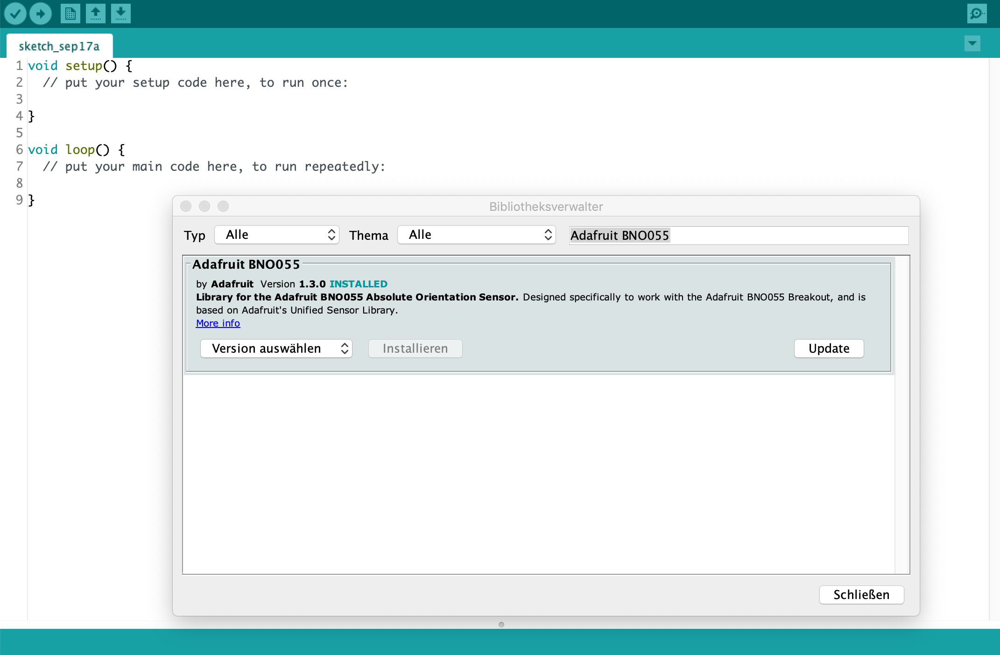 sketch_sep17a
1 void setup() {
2   // put your setup code here, to run once:
3
4 }
5
6 void loop() {
7   // put your main code here, to run repeatedly:
8
9 }
Bibliotheksverwalter
Typ Alle Thema Alle Adafruit BNO055
Adafruit BNO055
by Adafruit Version 1.3.0 INSTALLED
Library for the Adafruit BNO055 Absolute Orientation Sensor. Designed specifically to work with the Adafruit BNO055 Breakout, and is
based on Adafruit's Unified Sensor Library.
More info
Version auswählen Installieren Update
Schließen